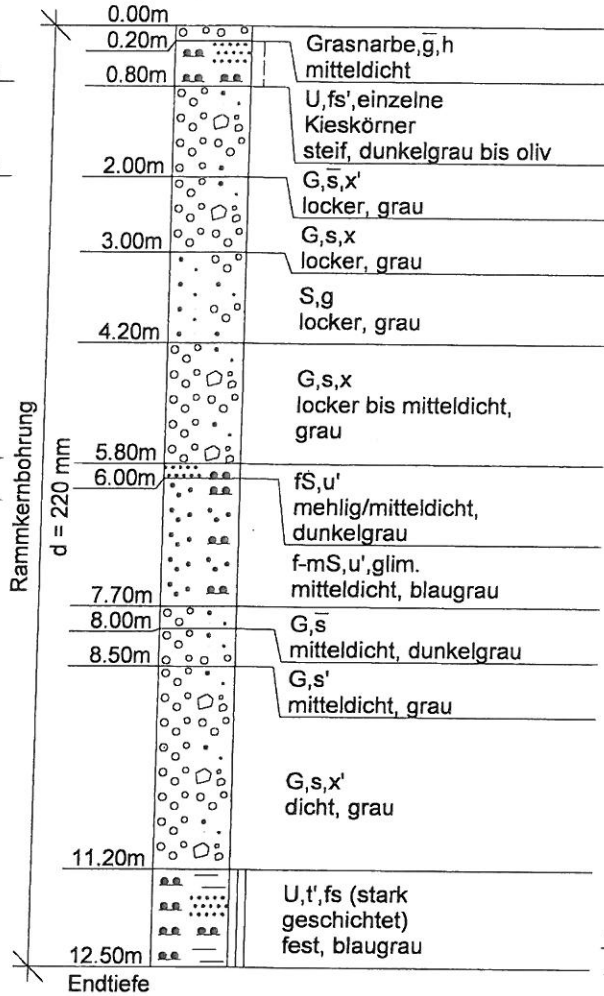 0.00m
0.20m
Grasnarbe,g̅,h
mitteldicht
0.80m
U,fs',einzelne
Kieskörner
steif, dunkelgrau bis oliv
2.00m
G,s̅,x'
locker, grau
G,s,x
3.00m
locker, grau
S,g
locker, grau
4.20m
G,s,x
locker bis mitteldicht,
grau
5.80m
6.00m
fS,u'
mehlig/mitteldicht,
dunkelgrau
f-mS,u',glim.
mitteldicht, blaugrau
7.70m
8.00m
G,s̅
mitteldicht, dunkelgrau
8.50m
G,s'
mitteldicht, grau
G,s,x'
dicht, grau
11.20m
U,t',fs (stark
geschichtet)
fest, blaugrau
12.50m
Endtiefe
Rammkernbohrung
d = 220 mm